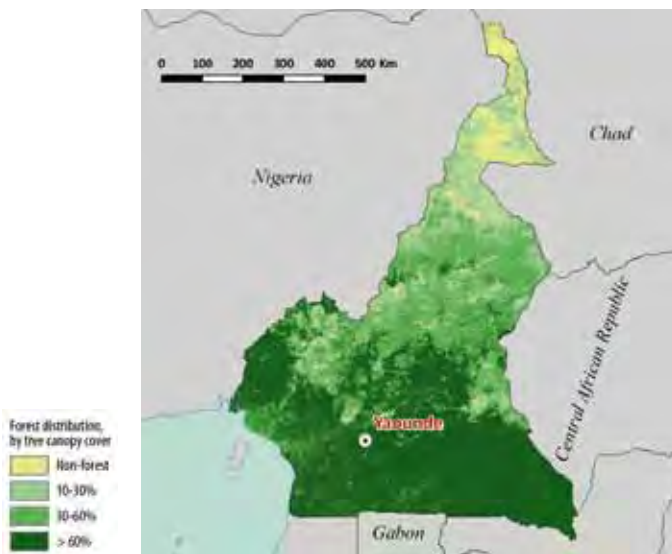 0 100 200 300 400 500 Km
Chad
Nigeria
Central African Republic
Yaounde
Gabon
Forest distribution,
by tree canopy cover
Non-forest
10-30%
30-60%
> 60%